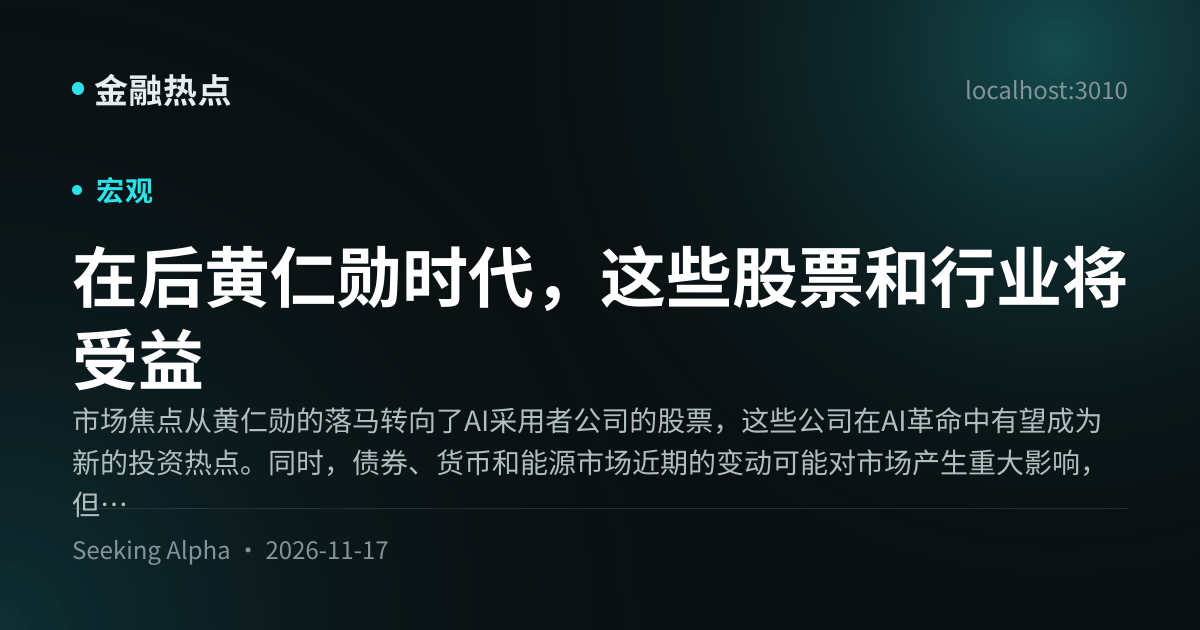 金融热点
localhost:3010
宏观
在后黄仁勋时代，这些股票和行业将
受益
市场焦点从黄仁勋的落马转向了AI采用者公司的股票，这些公司在AI革命中有望成为
新的投资热点。同时，债券、货币和能源市场近期的变动可能对市场产生重大影响，
但…
Seeking Alpha · 2026-11-17